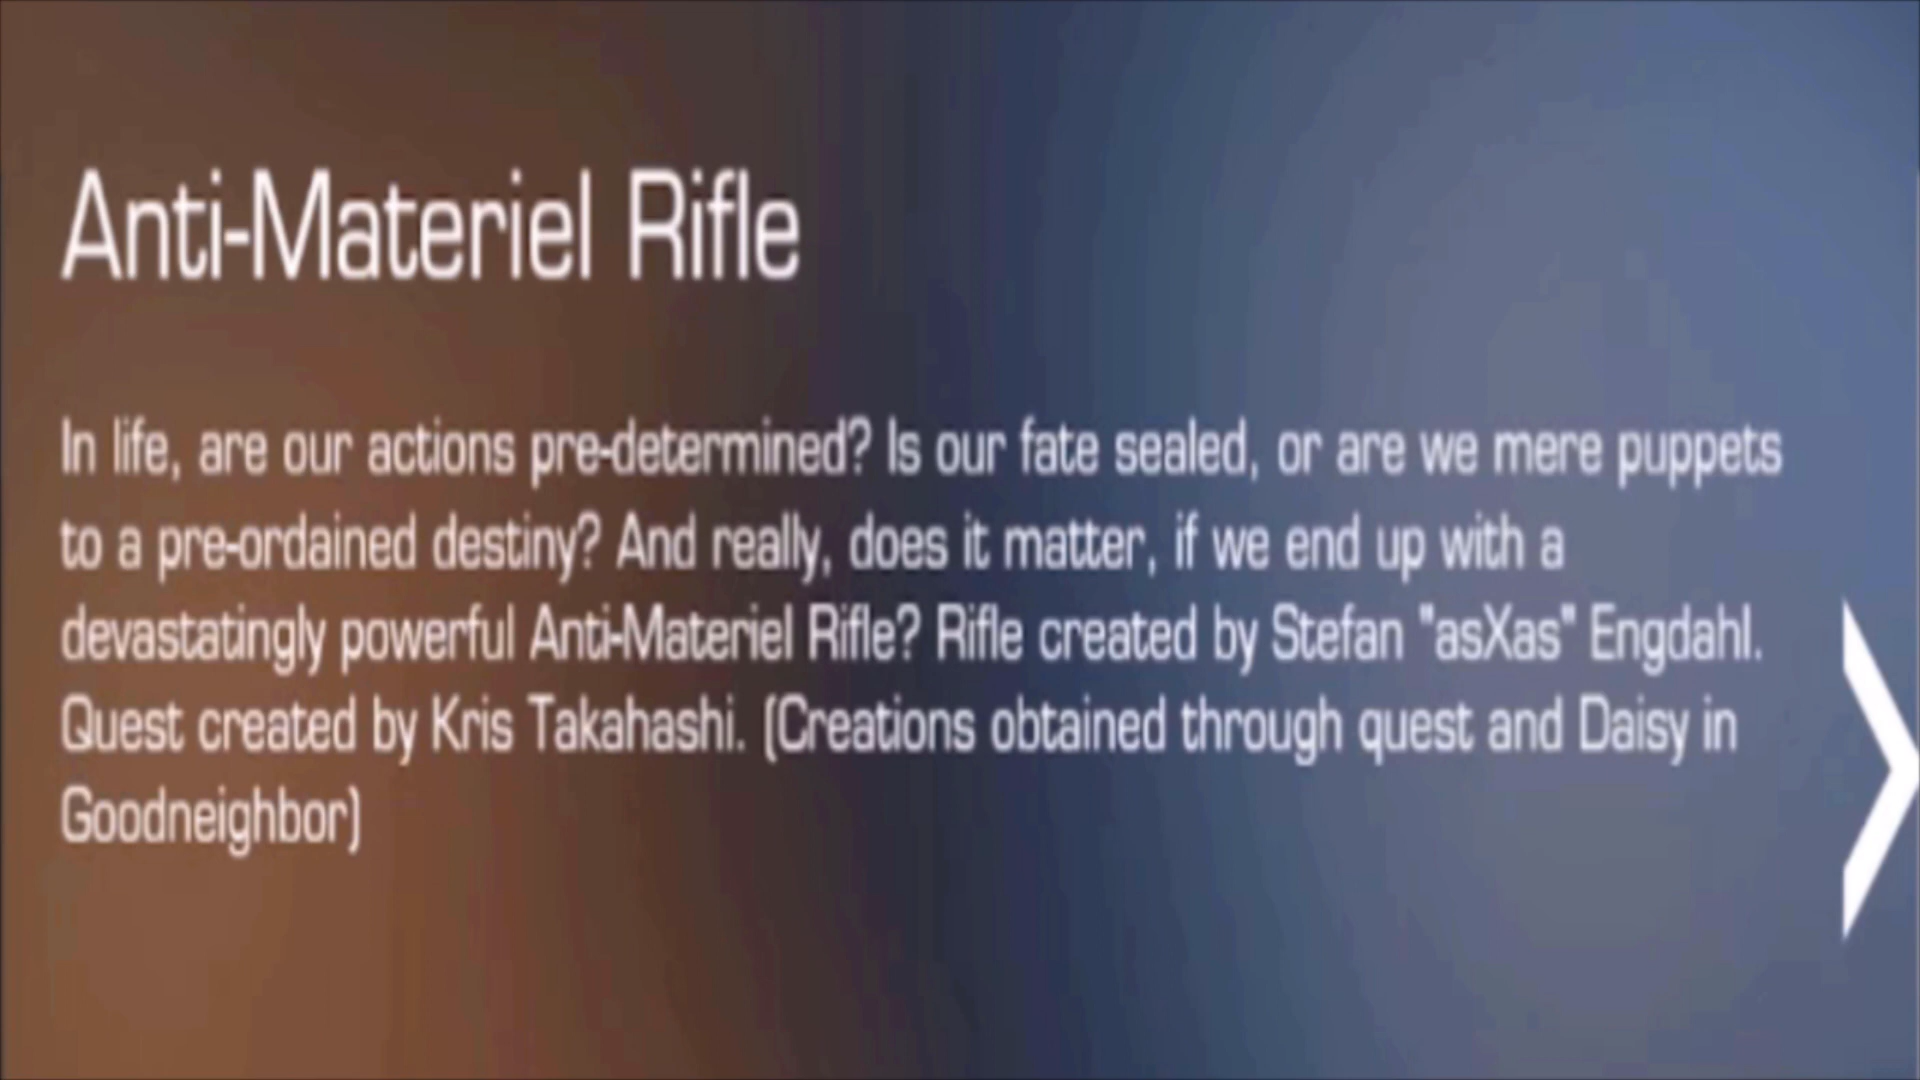 Anti-Materiel Rifle
In life, are our actions pre-determined? Is our fate sealed, or are we mere puppets
to a pre-ordained destiny? And really, does it matter, if we end up with a
devastatingly powerful Anti-Materiel Rifle? Rifle created by Stefan "asXas" Engdahl.
Quest created by Kris Takahashi. (Creations obtained through quest and Daisy in
Goodneighbor)